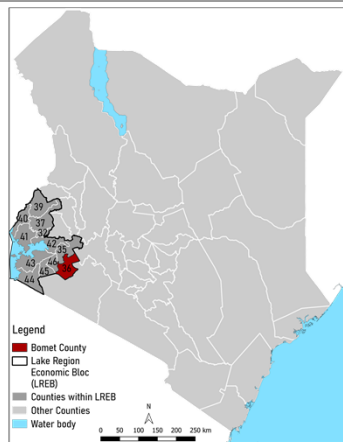 39
40
37
41
32
42
35
43
46
36
45
44
Legend
Bomet County
Lake Region
Economic Bloc
(LREB)
Counties within LREB
Other Counties
Water body
N
0 50 100 150 200 250 km